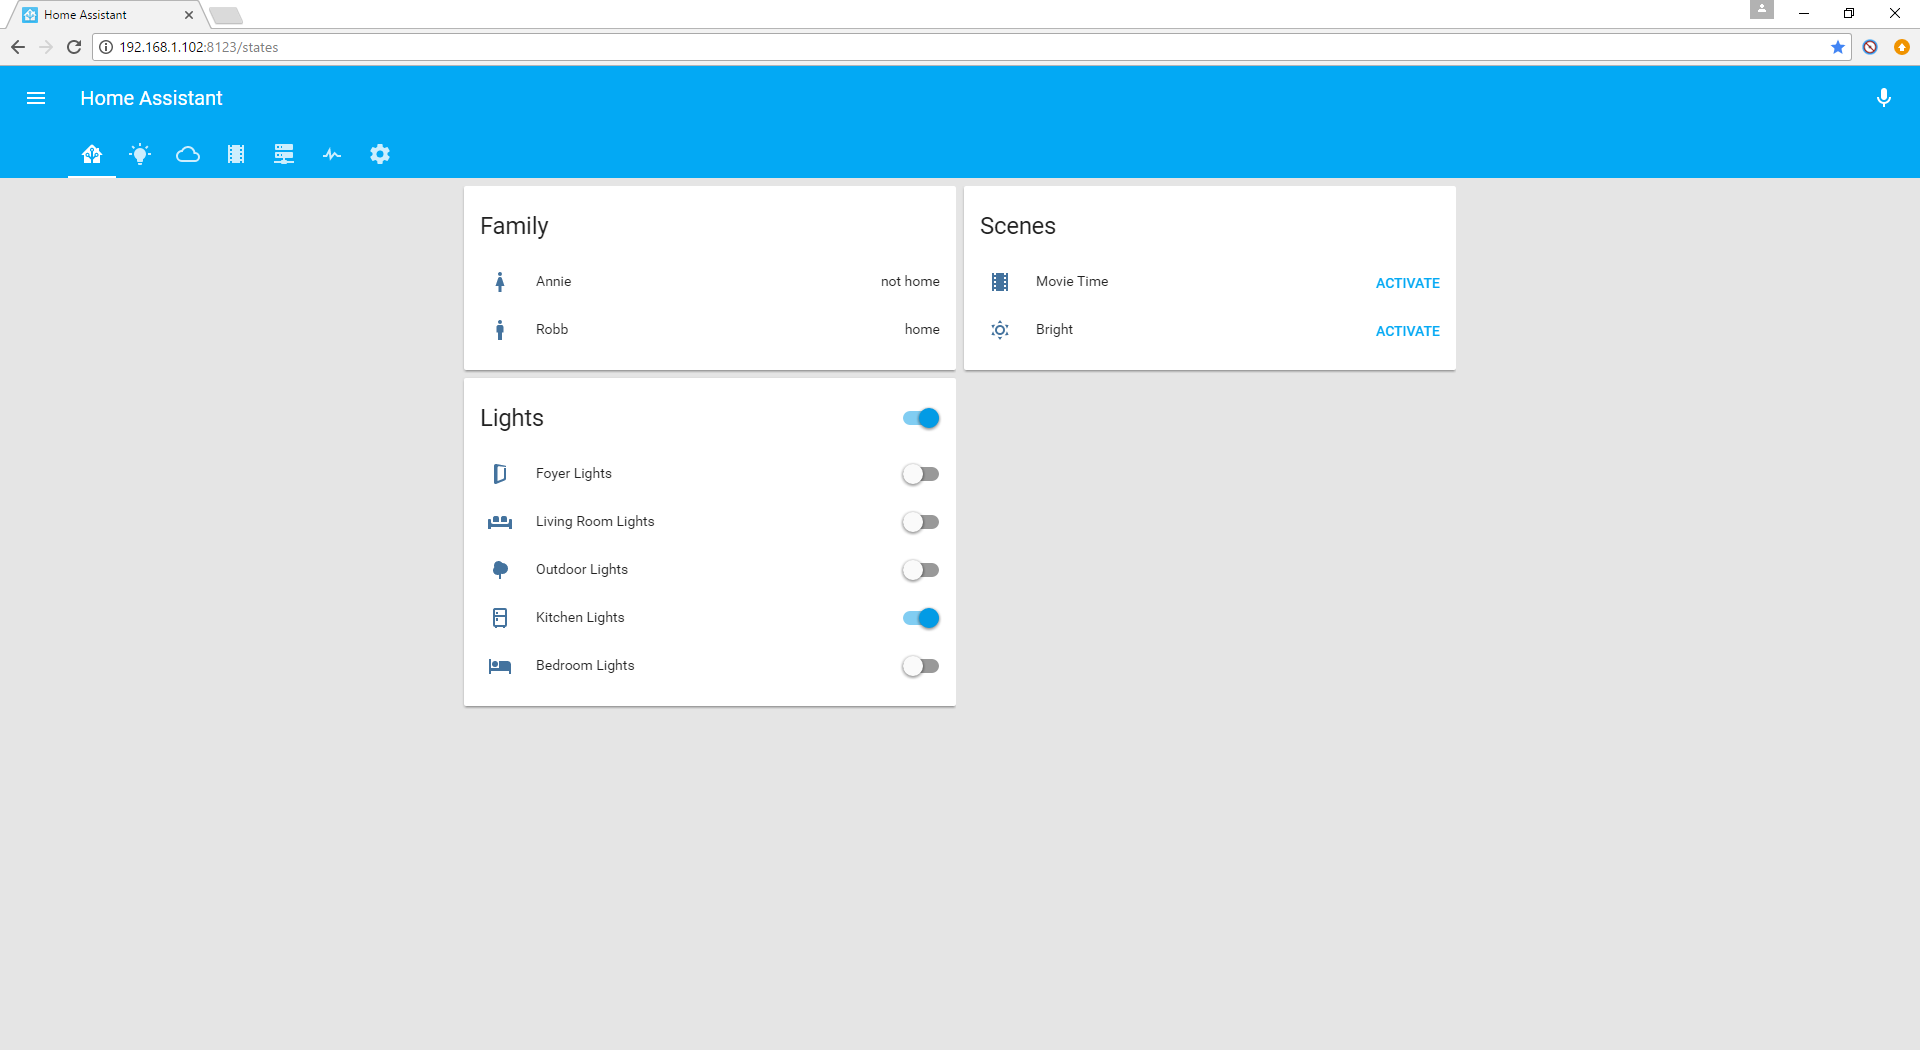 Home Assistant
192.168.1.102:8123/states
Home Assistant
Family
Annie not home
Robb home
Scenes
Movie Time ACTIVATE
Bright ACTIVATE
Lights
Foyer Lights
Living Room Lights
Outdoor Lights
Kitchen Lights
Bedroom Lights